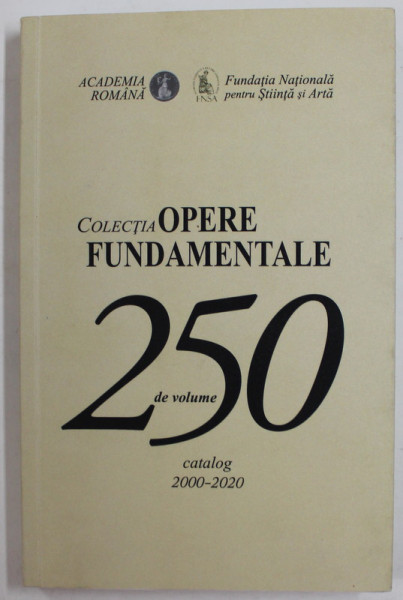 ACADEMIA
ROMÂNĂ
FNSA
Fundația Națională
pentru Știință și Artă
COLECȚIA OPERE
FUNDAMENTALE
250
de volume
catalog
2000-2020